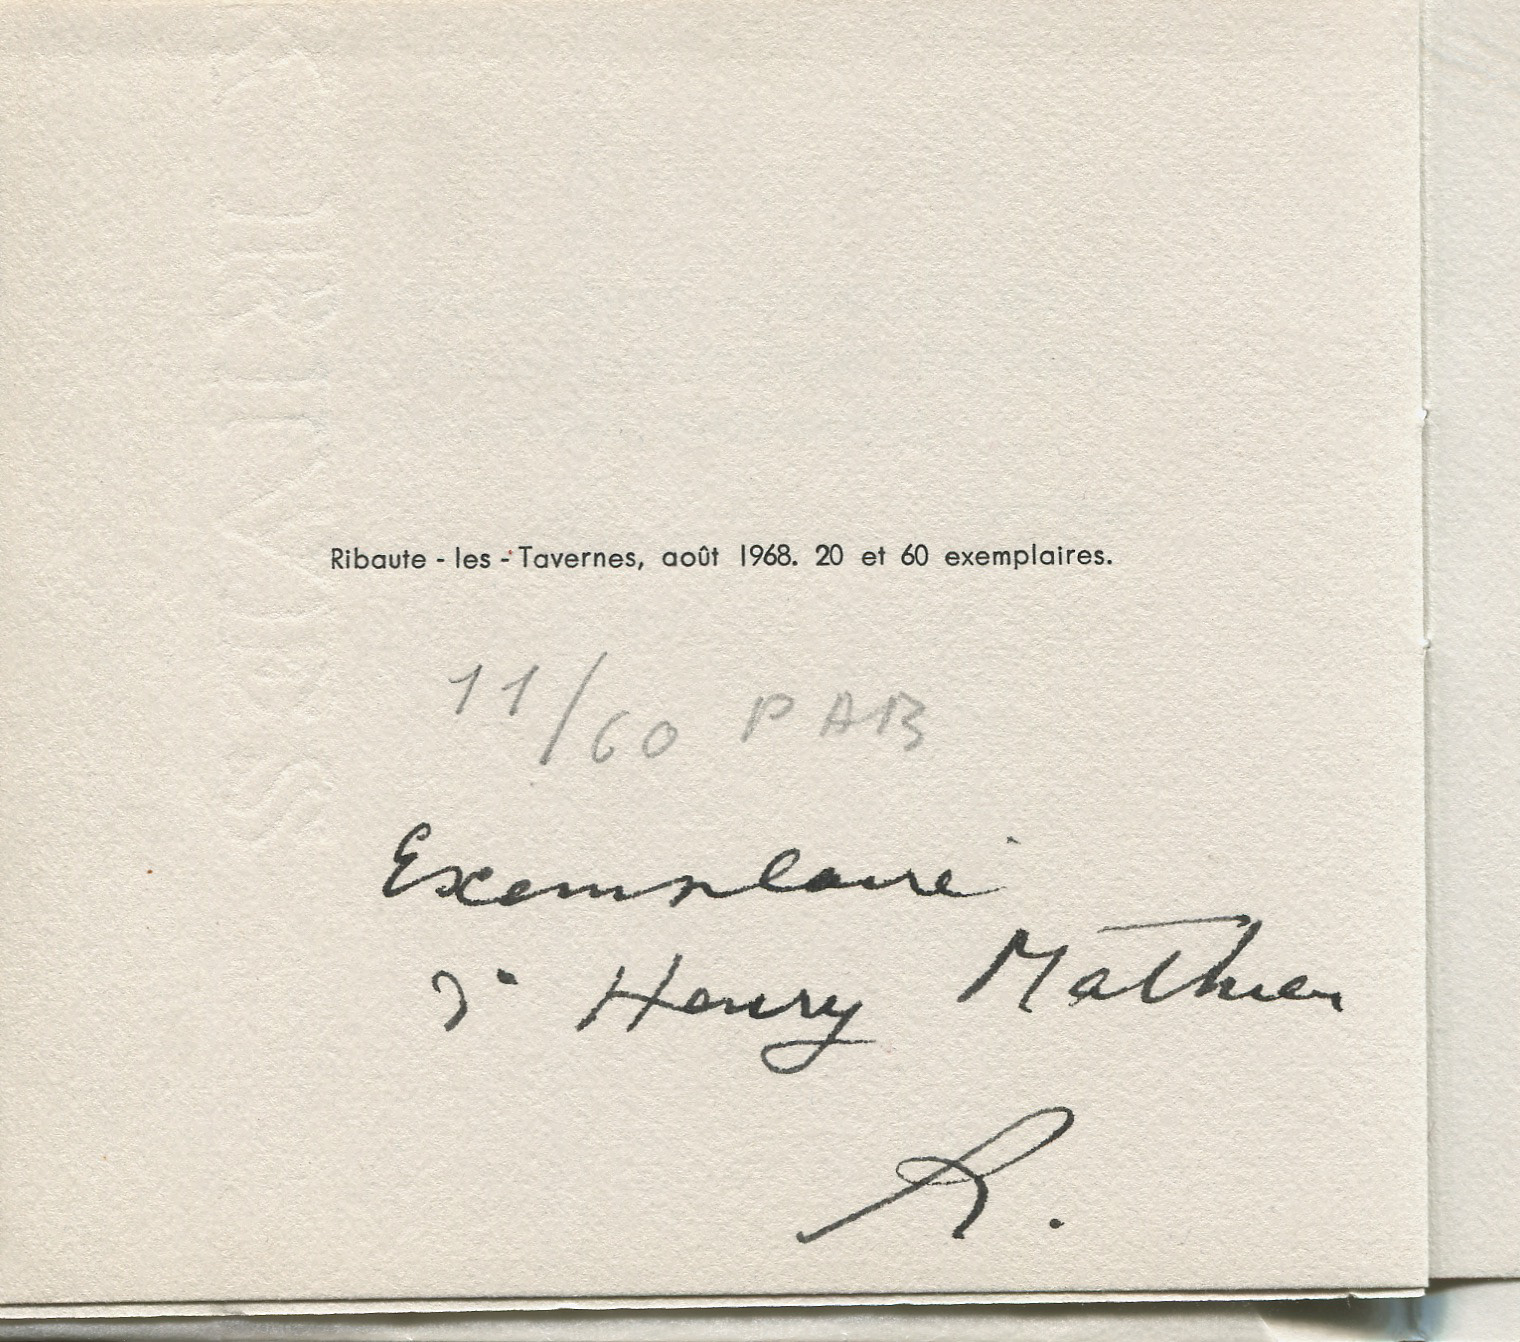 Ribaute - les - Tavernes, août 1968. 20 et 60 exemplaires.
11/60 PAB
Exemplaire
d' Henry Mathieu
R.